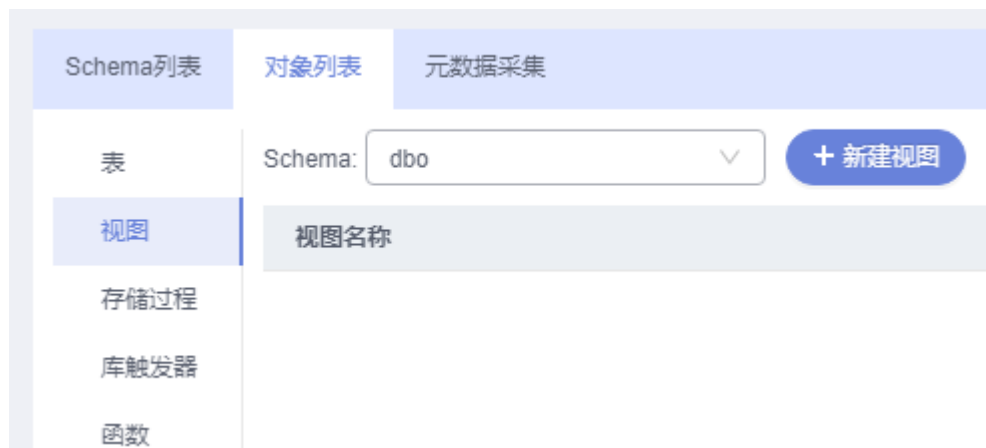 Schema列表 对象列表 元数据采集
表
Schema: dbo + 新建视图
视图
视图名称
存储过程
库触发器
函数